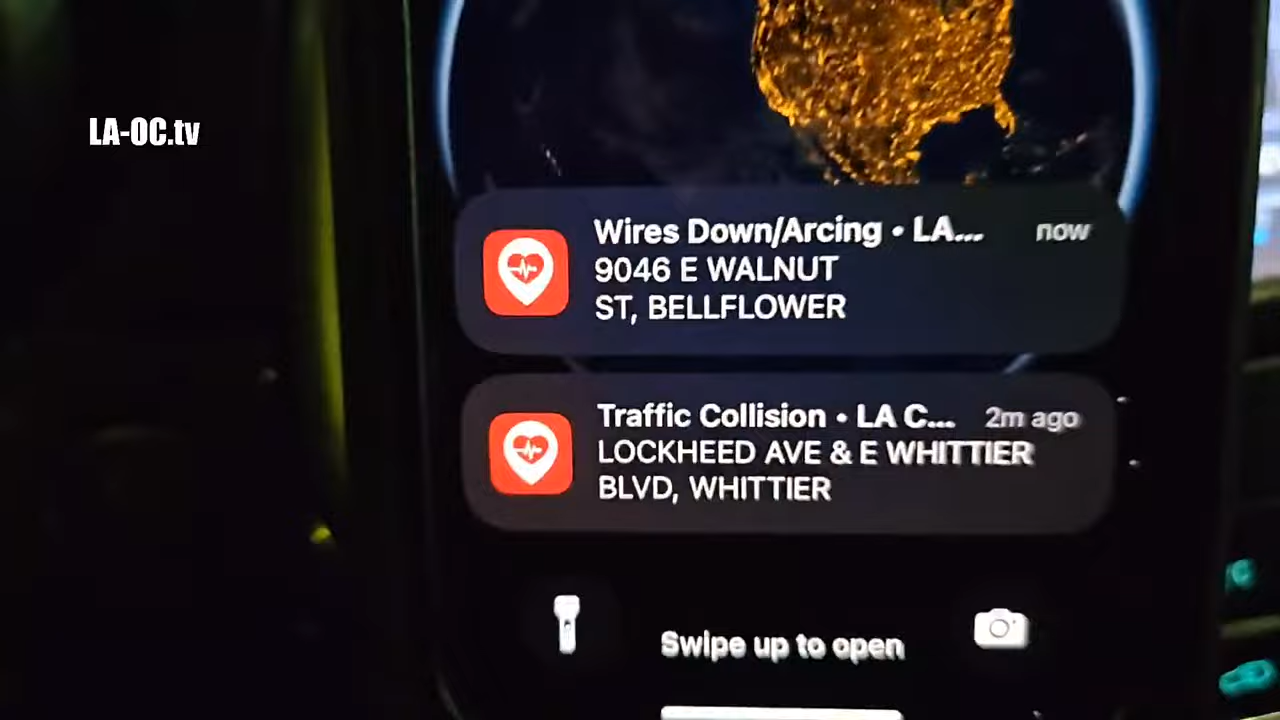 LA-OC.tv
Wires Down/Arcing • LA... now
9046 E WALNUT
ST, BELLFLOWER
Traffic Collision • LA C... 2m ago
LOCKHEED AVE & E WHITTIER
BLVD, WHITTIER
Swipe up to open